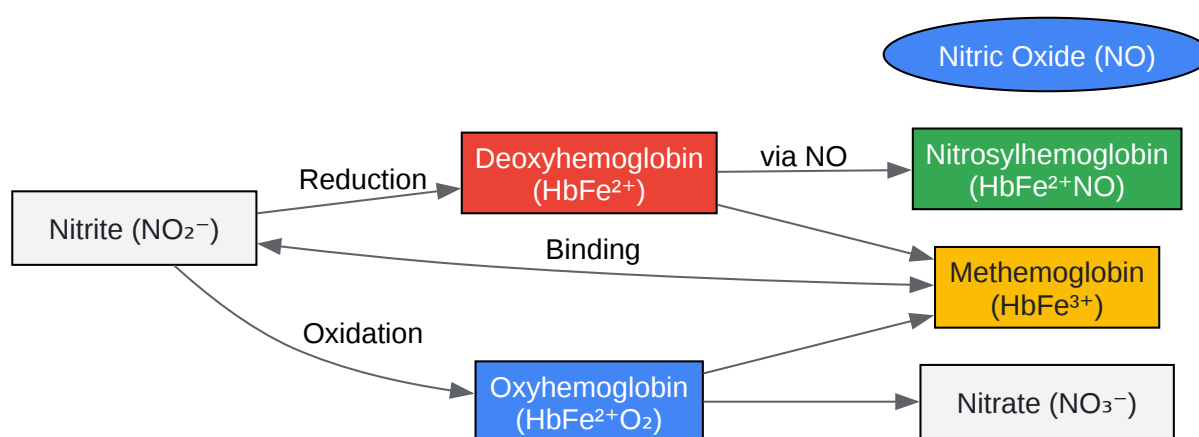 Nitric Oxide (NO)
Deoxyhemoglobin
(HbFe²⁺)
via NO
Nitrosylhemoglobin
(HbFe²⁺NO)
Reduction
Nitrite (NO₂⁻)
Binding
Methemoglobin
(HbFe³⁺)
Oxidation
Oxyhemoglobin
(HbFe²⁺O₂)
Nitrate (NO₃⁻)